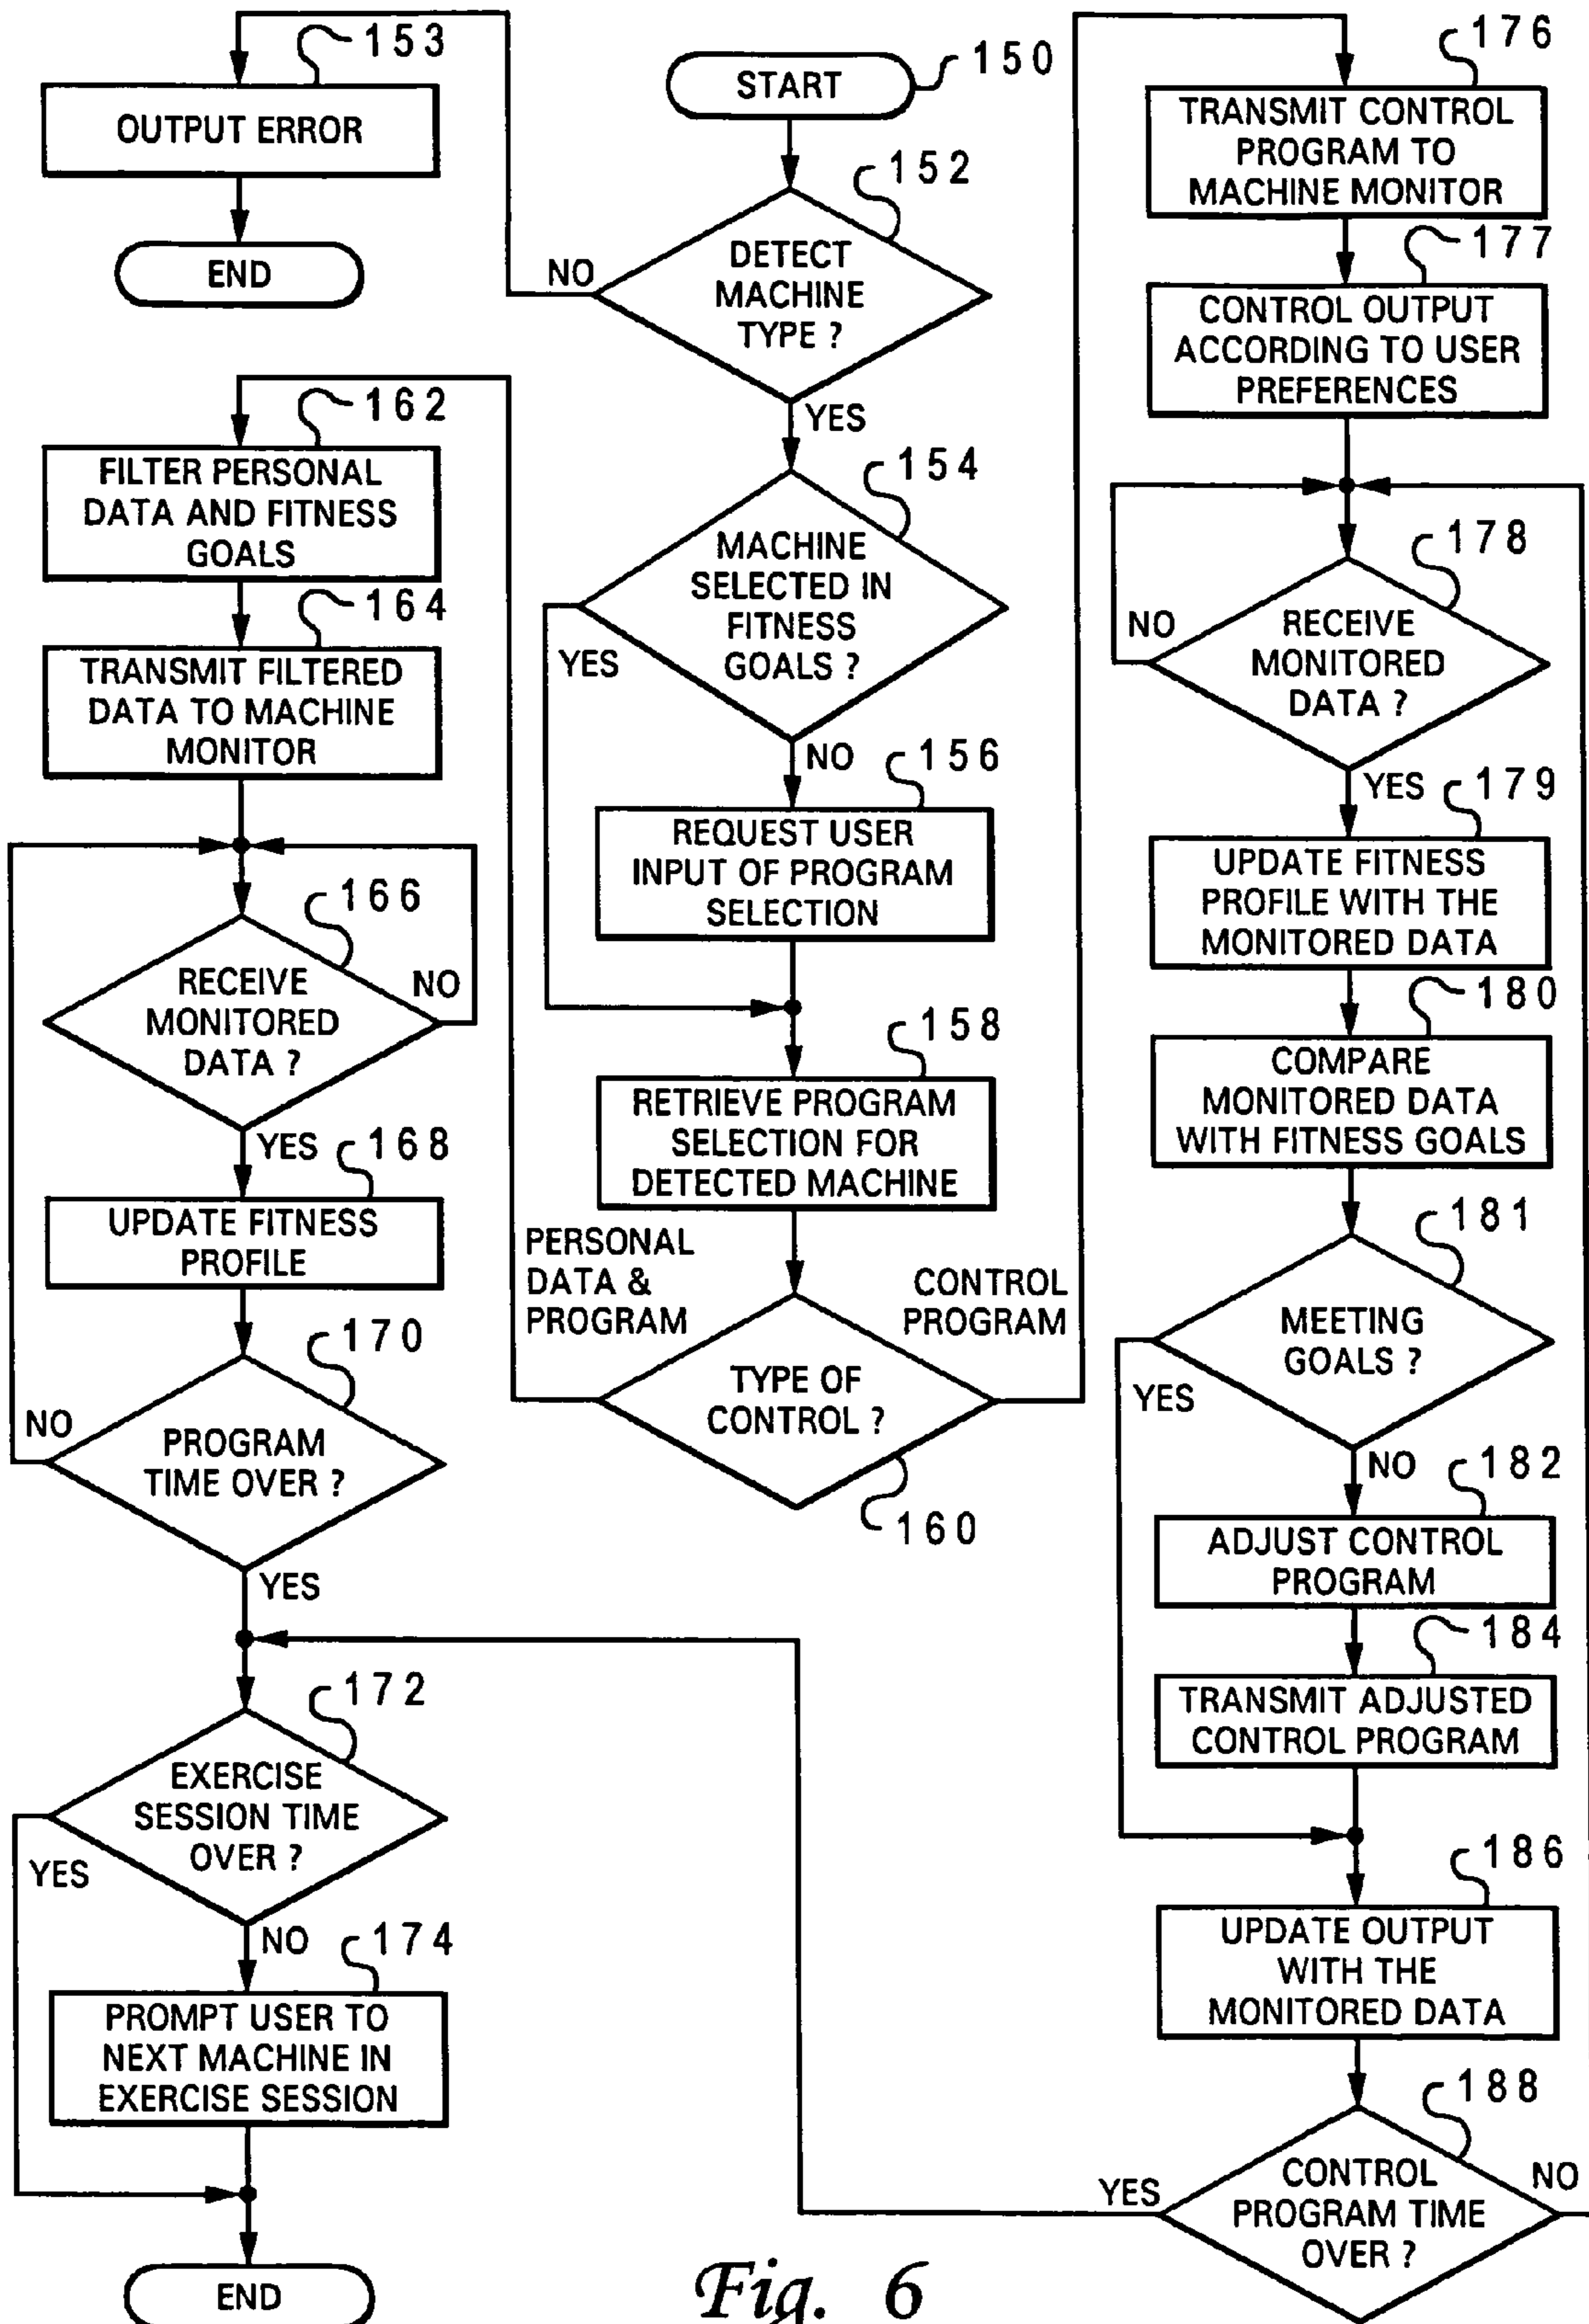 153
OUTPUT ERROR
END
START
150
152
DETECT
MACHINE
TYPE ?
NO
YES
154
MACHINE
SELECTED IN
FITNESS
GOALS ?
YES
NO
156
REQUEST USER
INPUT OF PROGRAM
SELECTION
158
RETRIEVE PROGRAM
SELECTION FOR
DETECTED MACHINE
PERSONAL
DATA &
PROGRAM
CONTROL
PROGRAM
TYPE OF
CONTROL ?
160
162
FILTER PERSONAL
DATA AND FITNESS
GOALS
164
TRANSMIT FILTERED
DATA TO MACHINE
MONITOR
166
RECEIVE
MONITORED
DATA ?
NO
YES
168
UPDATE FITNESS
PROFILE
170
PROGRAM
TIME OVER ?
NO
YES
172
EXERCISE
SESSION TIME
OVER ?
YES
NO
174
PROMPT USER TO
NEXT MACHINE IN
EXERCISE SESSION
END
176
TRANSMIT CONTROL
PROGRAM TO
MACHINE MONITOR
177
CONTROL OUTPUT
ACCORDING TO USER
PREFERENCES
178
RECEIVE
MONITORED
DATA ?
NO
YES
179
UPDATE FITNESS
PROFILE WITH THE
MONITORED DATA
180
COMPARE
MONITORED DATA
WITH FITNESS GOALS
181
MEETING
GOALS ?
YES
NO
182
ADJUST CONTROL
PROGRAM
184
TRANSMIT ADJUSTED
CONTROL PROGRAM
186
UPDATE OUTPUT
WITH THE
MONITORED DATA
188
CONTROL
PROGRAM TIME
OVER ?
YES
NO
Fig. 6